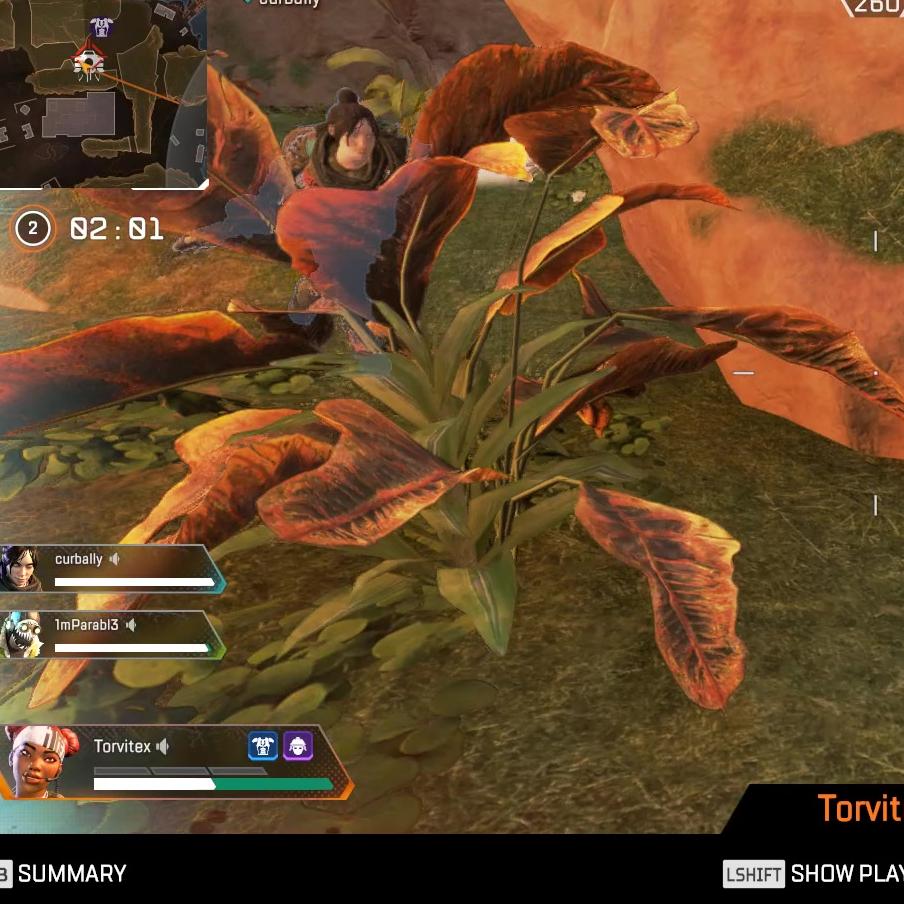 curbally
260
2 02:01
curbally
1mParabl3
Torvitex
Torvit
B SUMMARY
LSHIFT SHOW PLAY